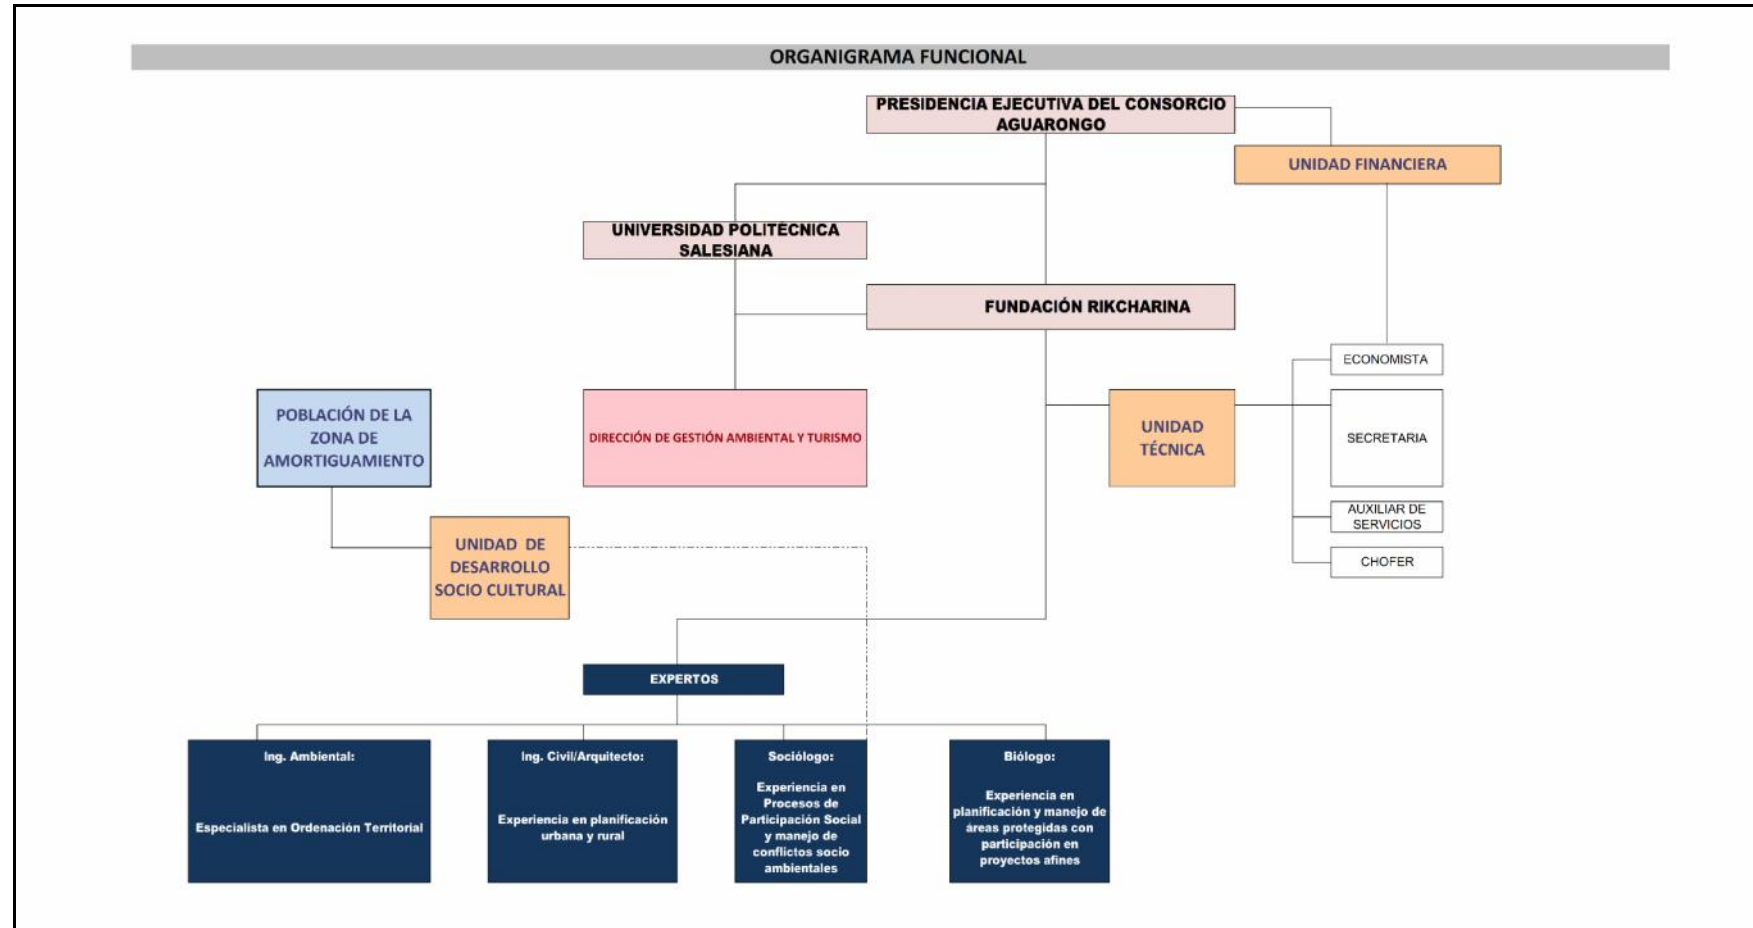 ORGANIGRAMA FUNCIONAL
PRESIDENCIA EJECUTIVA DEL CONSORCIO
AGUARONGO
UNIDAD FINANCIERA
UNIVERSIDAD POLITÉCNICA
SALESIANA
FUNDACIÓN RIKCHARINA
ECONOMISTA
POBLACIÓN DE LA
ZONA DE
AMORTIGUAMIENTO
DIRECCIÓN DE GESTIÓN AMBIENTAL Y TURISMO
UNIDAD
TÉCNICA
SECRETARIA
AUXILIAR DE
SERVICIOS
CHOFER
UNIDAD DE
DESARROLLO
SOCIO CULTURAL
EXPERTOS
Ing. Ambiental:
Especialista en Ordenación Territorial
Ing. Civil/Arquitecto:
Experiencia en planificación
urbana y rural
Sociólogo:
Experiencia en
Procesos de
Participación Social
y manejo de
conflictos socio
ambientales
Biólogo:
Experiencia en
planificación y manejo de
áreas protegidas con
participación en
proyectos afines